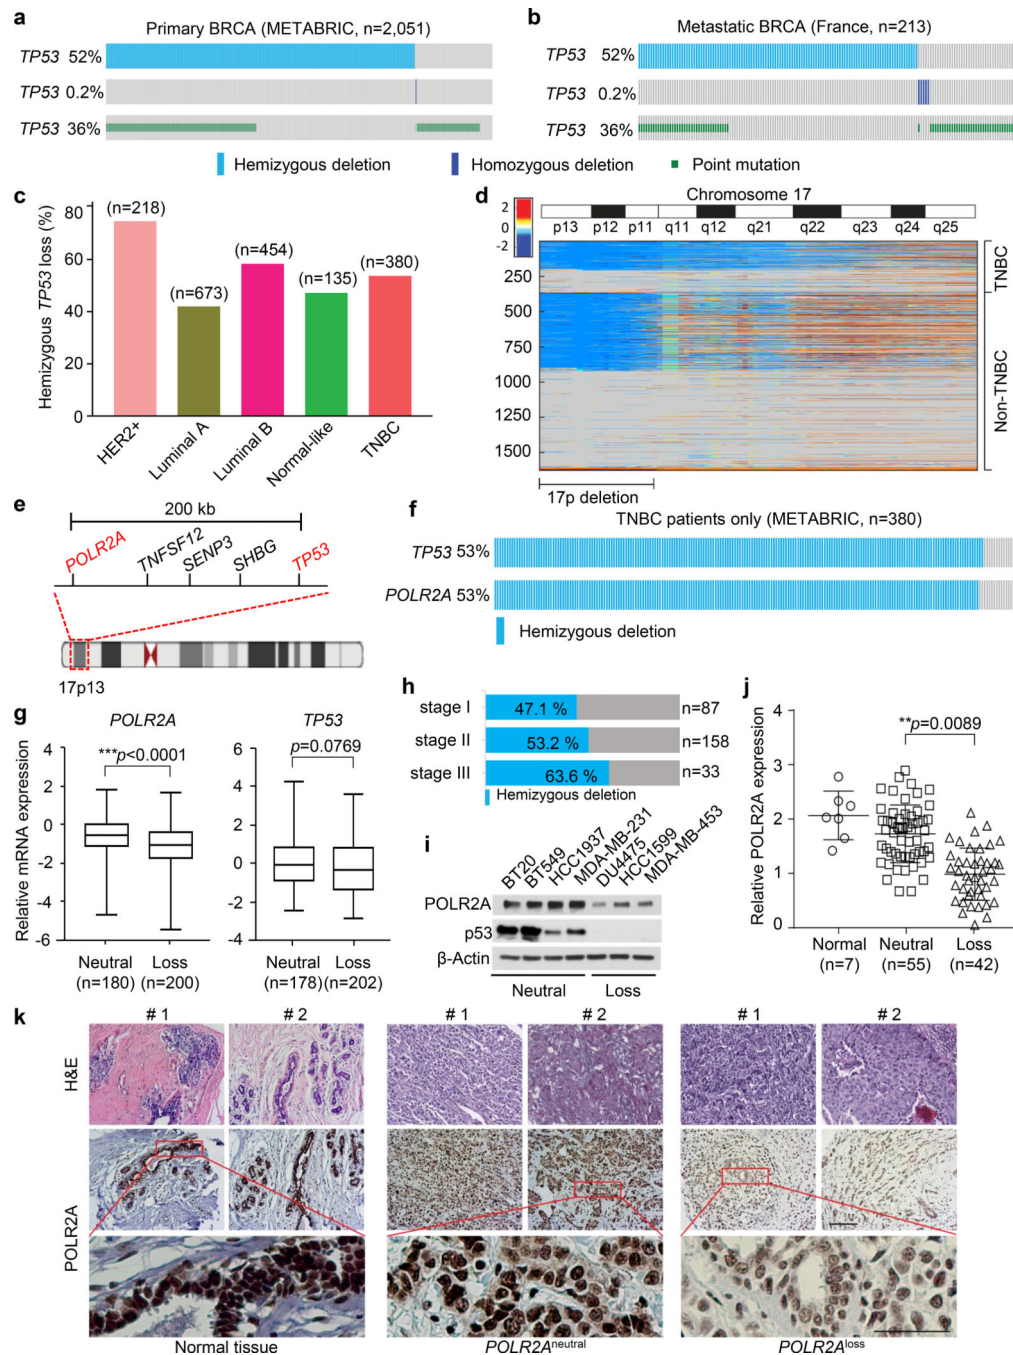 a
Primary BRCA (METABRIC, n=2,051)
TP53 52%
TP53 0.2%
TP53 36%
b
Metastatic BRCA (France, n=213)
TP53 52%
TP53 0.2%
TP53 36%
Hemizygous deletion
Homozygous deletion
Point mutation
c
Hemizygous TP53 loss (%)
80
60
40
20
0
(n=218)
(n=673)
(n=454)
(n=135)
(n=380)
HER2+
Luminal A
Luminal B
Normal-like
TNBC
d
Chromosome 17
2
0
-2
p13 p12 p11 q11 q12 q21 q22 q23 q24 q25
250
500
750
1000
1250
1500
TNBC
Non-TNBC
17p deletion
e
200 kb
POLR2A
TNFSF12
SENP3
SHBG
TP53
17p13
f
TNBC patients only (METABRIC, n=380)
TP53 53%
POLR2A 53%
Hemizygous deletion
g
POLR2A
TP53
Relative mRNA expression
2
0
-2
-4
-6
***p<0.0001
Neutral Loss
(n=180) (n=200)
6
4
2
0
-2
-4
p=0.0769
Neutral Loss
(n=178) (n=202)
h
stage I 47.1 % n=87
stage II 53.2 % n=158
stage III 63.6 % n=33
Hemizygous deletion
i
BT20
BT549
HCC1937
MDA-MB-231
DU4475
HCC1599
MDA-MB-453
POLR2A
p53
β-Actin
Neutral Loss
j
Relative POLR2A expression
4
3
2
1
0
**p=0.0089
Normal Neutral Loss
(n=7) (n=55) (n=42)
k
# 1 # 2 # 1 # 2 # 1 # 2
H&E
POLR2A
Normal tissue POLR2Aneutral POLR2Aloss